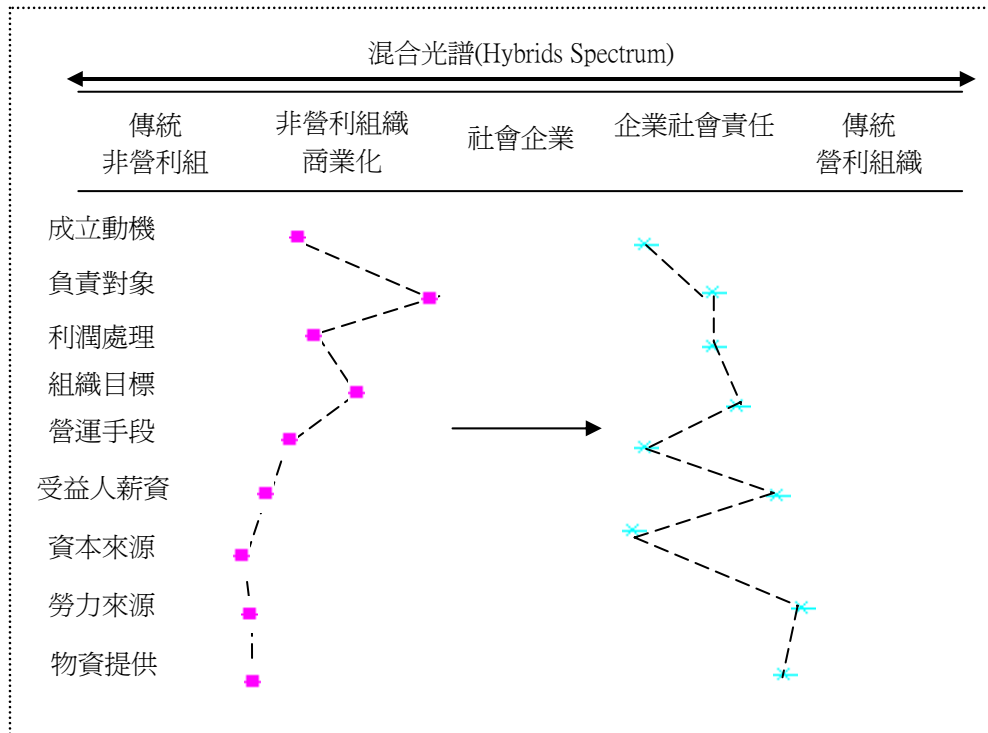 混合光譜(Hybrids Spectrum)
傳統
非營利組
非營利組織
商業化
社會企業
企業社會責任
傳統
營利組織
成立動機
負責對象
利潤處理
組織目標
營運手段
受益人薪資
資本來源
勞力來源
物資提供